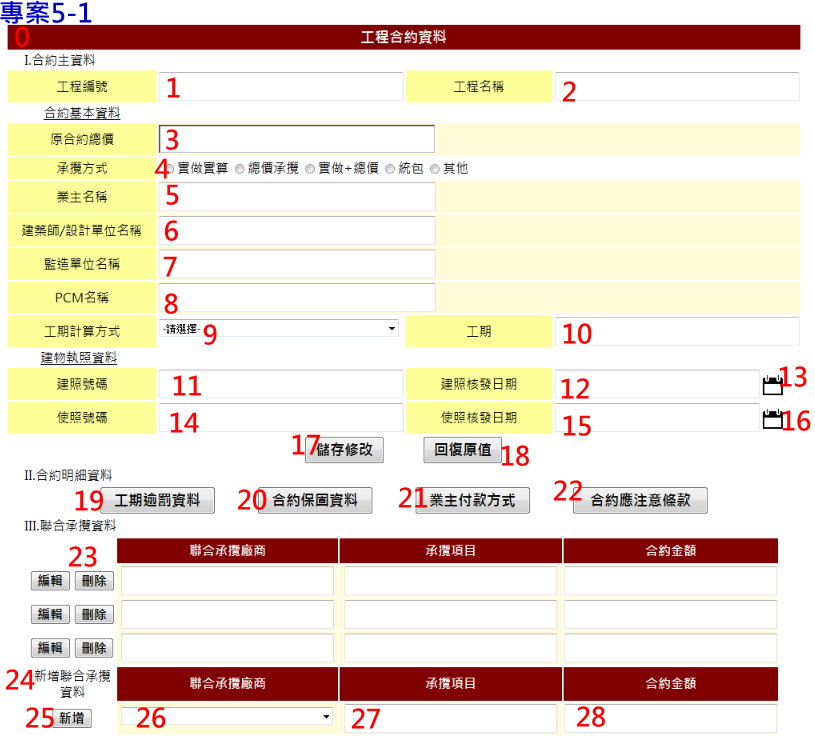 專案5-1
0 工程合約資料
I.合約主資料
工程編號 1 工程名稱 2
合約基本資料
原合約總價 3
承攬方式 4 實做實算 總價承攬 實做+總價 統包 其他
業主名稱 5
建築師/設計單位名稱 6
監造單位名稱 7
PCM名稱 8
工期計算方式 -請選擇- 9 工期 10
建物執照資料
建照號碼 11 建照核發日期 12 13
使照號碼 14 使照核發日期 15 16
17 儲存修改 回復原值 18
II.合約明細資料
19 工期逾罰資料 20 合約保固資料 21 業主付款方式 22 合約應注意條款
III.聯合承攬資料
23 聯合承攬廠商 承攬項目 合約金額
編輯 刪除
編輯 刪除
編輯 刪除
24 新增聯合承攬資料 聯合承攬廠商 承攬項目 合約金額
25 新增 26 27 28